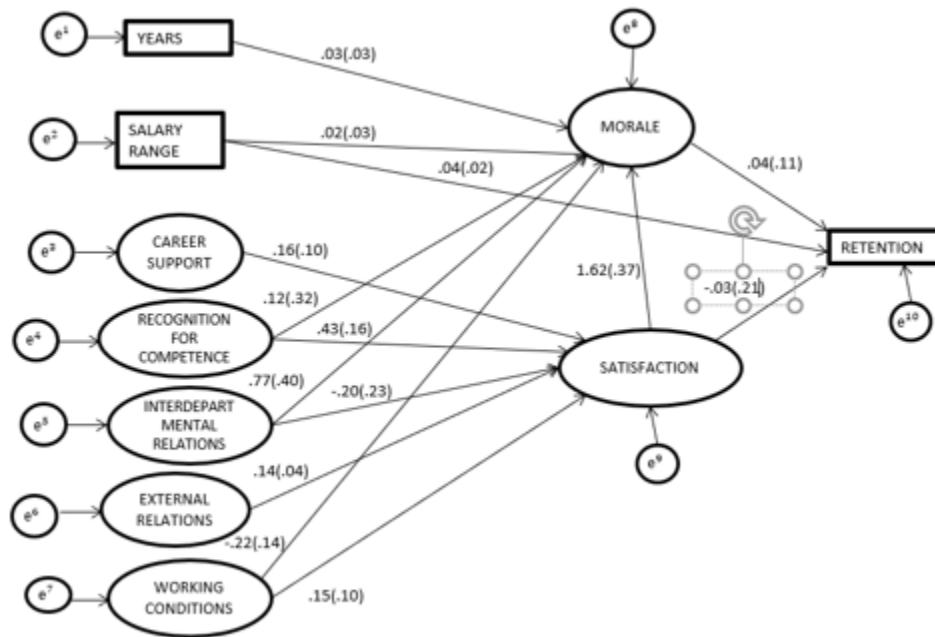 e¹
YEARS
.03(.03)
e⁸
MORALE
e²
SALARY
RANGE
.02(.03)
.04(.02)
.04(.11)
e³
CAREER
SUPPORT
.16(.10)
RETENTION
1.62(.37)
-.03(.21)
.12(.32)
e⁴
RECOGNITION
FOR
COMPETENCE
.43(.16)
e¹⁰
SATISFACTION
.77(.40)
-.20(.23)
e⁵
INTERDEPART
MENTAL
RELATIONS
e⁹
.14(.04)
e⁶
EXTERNAL
RELATIONS
-.22(.14)
e⁷
WORKING
CONDITIONS
.15(.10)